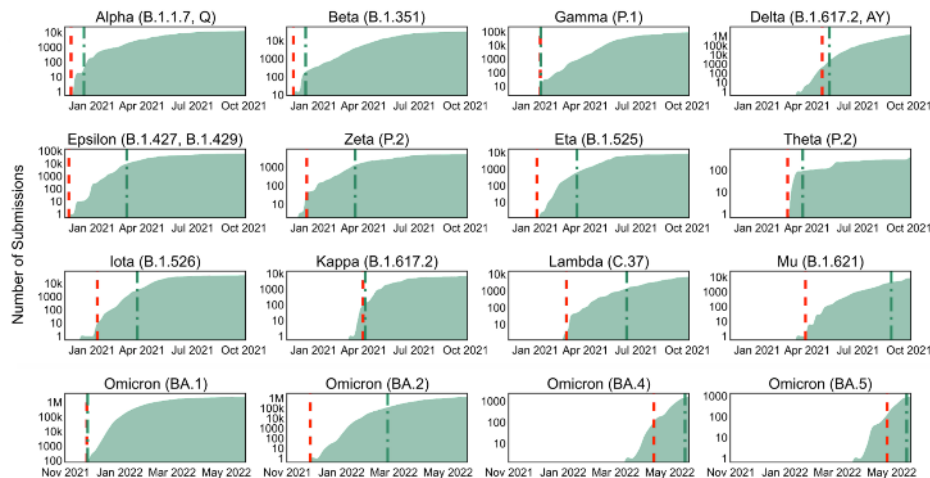 Alpha (B.1.1.7, Q) Beta (B.1.351) Gamma (P.1) Delta (B.1.617.2, AY)
10k 1000 100 10 1
10k 1000 100 10
10k 1000 100 10 1
1M 100k 10k 1000 100 10 1
Jan 2021 Apr 2021 Jul 2021 Oct 2021 Jan 2021 Apr 2021 Jul 2021 Oct 2021 Jan 2021 Apr 2021 Jul 2021 Oct 2021 Jan 2021 Apr 2021 Jul 2021 Oct 2021
Epsilon (B.1.427, B.1.429) Zeta (P.2) Eta (B.1.525) Theta (P.2)
100k 10k 1000 100 10 1
1000 100 10 1
10k 1000 100 10 1
100 10 1
Jan 2021 Apr 2021 Jul 2021 Oct 2021 Jan 2021 Apr 2021 Jul 2021 Oct 2021 Jan 2021 Apr 2021 Jul 2021 Oct 2021 Jan 2021 Apr 2021 Jul 2021 Oct 2021
Number of Submissions
Iota (B.1.526) Kappa (B.1.617.2) Lambda (C.37) Mu (B.1.621)
10k 1000 100 10 1
1000 100 10 1
10k 1000 100 10 1
10k 1000 100 10 1
Jan 2021 Apr 2021 Jul 2021 Oct 2021 Jan 2021 Apr 2021 Jul 2021 Oct 2021 Jan 2021 Apr 2021 Jul 2021 Oct 2021 Jan 2021 Apr 2021 Jul 2021 Oct 2021
Omicron (BA.1) Omicron (BA.2) Omicron (BA.4) Omicron (BA.5)
1M 100k 10k 1000 100
1M 100k 10k 1000 100 10 1
1000 100 10 1
1000 100 10
Nov 2021 Jan 2022 Mar 2022 May 2022 Nov 2021 Jan 2022 Mar 2022 May 2022 Nov 2021 Jan 2022 Mar 2022 May 2022 Nov 2021 Jan 2022 Mar 2022 May 2022